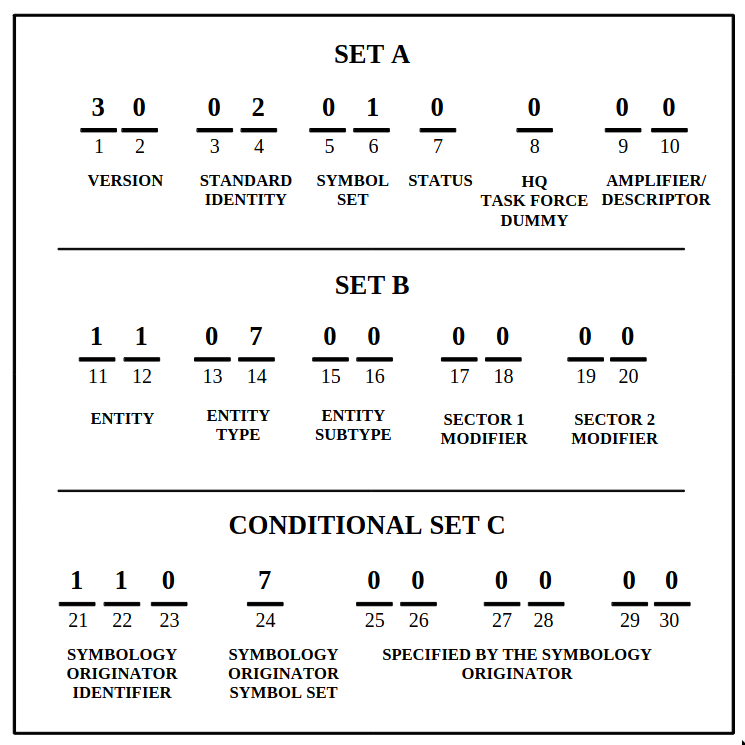 SET A
3 0 0 2 0 1 0 0 0 0
1 2 3 4 5 6 7 8 9 10
VERSION STANDARD IDENTITY SYMBOL SET STATUS HQ TASK FORCE DUMMY AMPLIFIER/ DESCRIPTOR
SET B
1 1 0 7 0 0 0 0 0 0
11 12 13 14 15 16 17 18 19 20
ENTITY ENTITY TYPE ENTITY SUBTYPE SECTOR 1 MODIFIER SECTOR 2 MODIFIER
CONDITIONAL SET C
1 1 0 7 0 0 0 0 0 0
21 22 23 24 25 26 27 28 29 30
SYMBOLOGY ORIGINATOR IDENTIFIER SYMBOLOGY ORIGINATOR SYMBOL SET SPECIFIED BY THE SYMBOLOGY ORIGINATOR